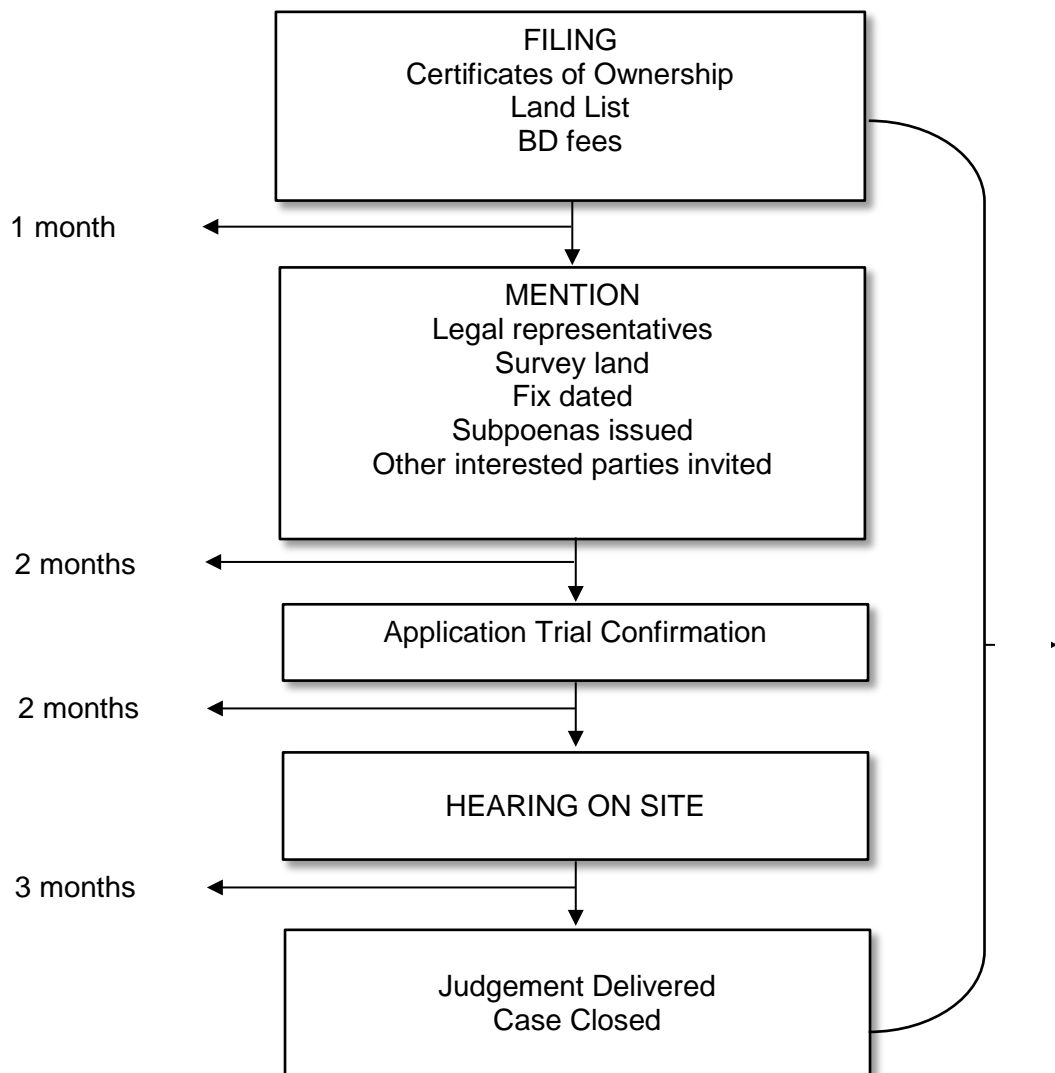 FILING
Certificates of Ownership
Land List
BD fees
1 month
MENTION
Legal representatives
Survey land
Fix dated
Subpoenas issued
Other interested parties invited
2 months
Application Trial Confirmation
2 months
HEARING ON SITE
3 months
Judgement Delivered
Case Closed